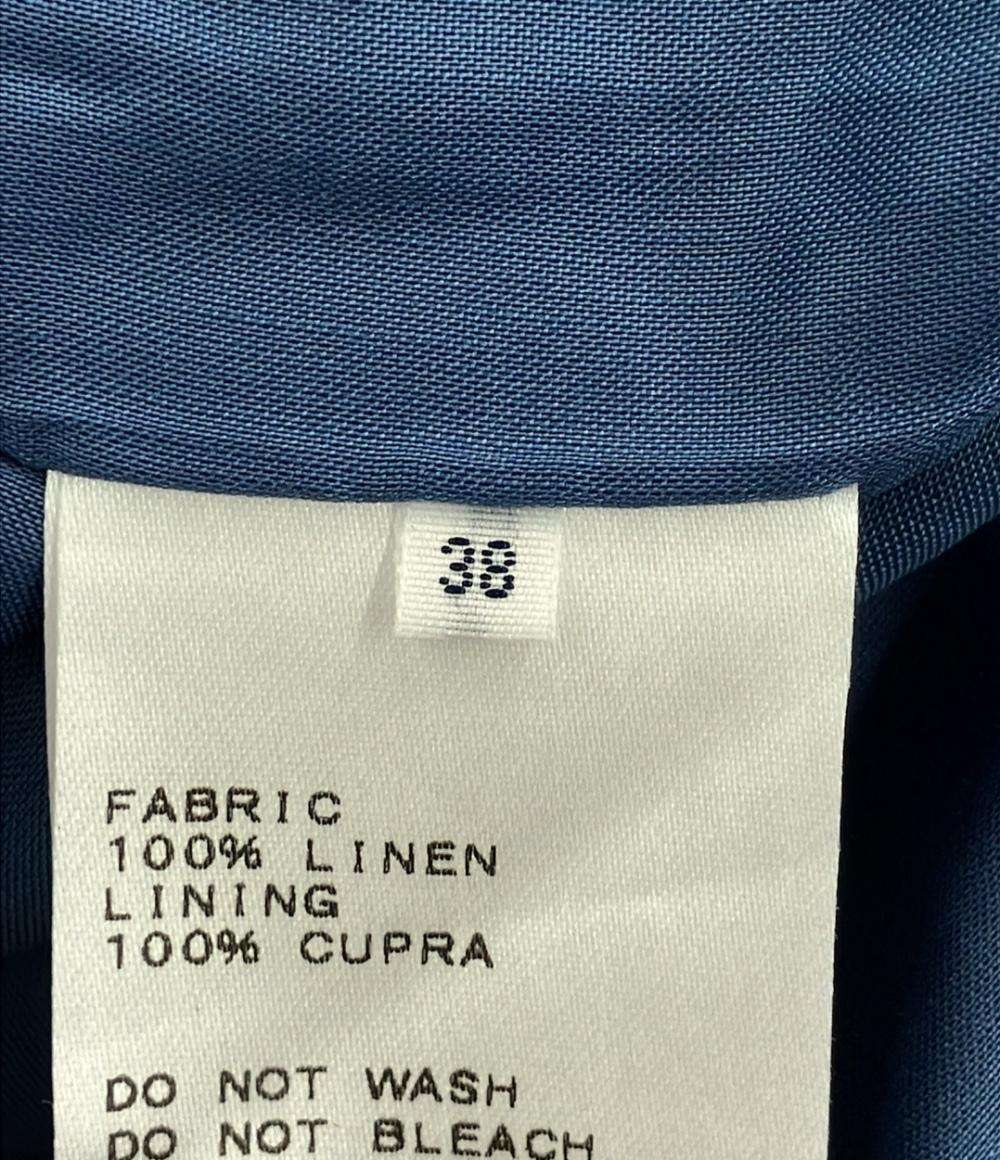 38
FABRIC
100% LINEN
LINING
100% CUPRA
DO NOT WASH
DO NOT BLEACH